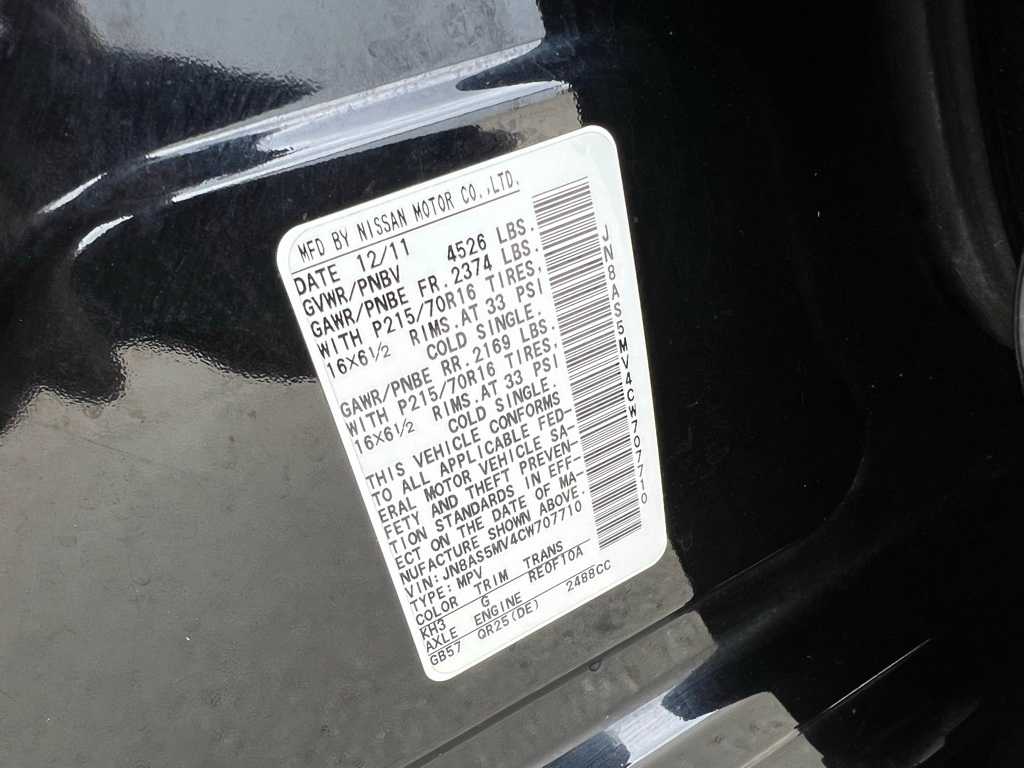 MFD BY NISSAN MOTOR CO.,LTD.
DATE 12/11
GVWR/PNBV 4526 LBS.
GAWR/PNBE FR. 2374 LBS.
WITH P215/70R16 TIRES.
16X6½ RIMS.AT 33 PSI
COLD SINGLE.
GAWR/PNBE RR. 2169 LBS.
WITH P215/70R16 TIRES.
16X6½ RIMS.AT 33 PSI
COLD SINGLE.
THIS VEHICLE CONFORMS
TO ALL APPLICABLE FED-
ERAL MOTOR VEHICLE SA-
FETY AND THEFT PREVEN-
TION STANDARDS IN EFF-
ECT ON THE DATE OF MA-
NUFACTURE SHOWN ABOVE.
VIN:JN8AS5MV4CW707710
TYPE: MPV
COLOR TRIM TRANS
KH3 G RE0F10A
AXLE ENGINE
GB57 QR25(DE) 2488CC
JN8AS5MV4CW707710